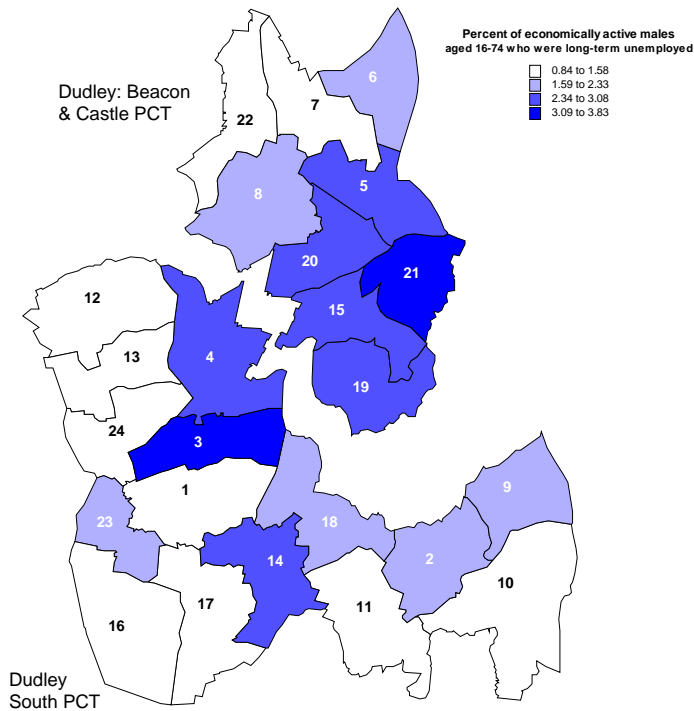 Percent of economically active males
aged 16-74 who were long-term unemployed
0.84 to 1.58
1.59 to 2.33
2.34 to 3.08
3.09 to 3.83
Dudley: Beacon
& Castle PCT
6
7
22
5
8
20
21
12
15
13
4
19
24
3
1
9
23
18
14
2
10
17
11
16
Dudley
South PCT